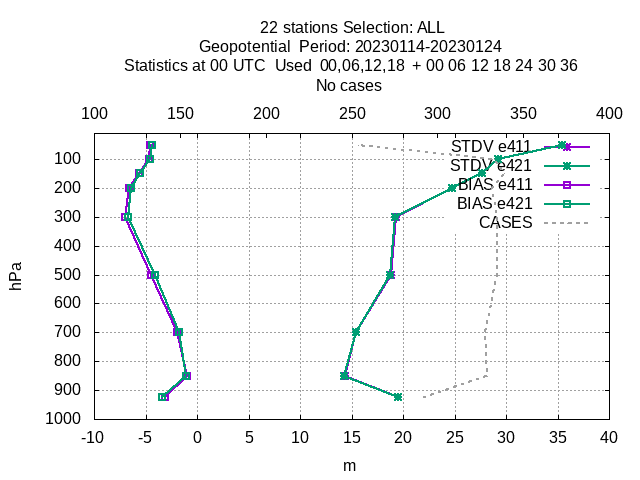 22 stations Selection: ALL
Geopotential  Period: 20230114-20230124
Statistics at 00 UTC  Used  00,06,12,18  + 00 06 12 18 24 30 36
No cases
100 150 200 250 300 350 400
STDV e411
STDV e421
BIAS e411
BIAS e421
CASES
100
200
300
400
500
600
700
800
900
1000
hPa
-10 -5 0 5 10 15 20 25 30 35 40
m